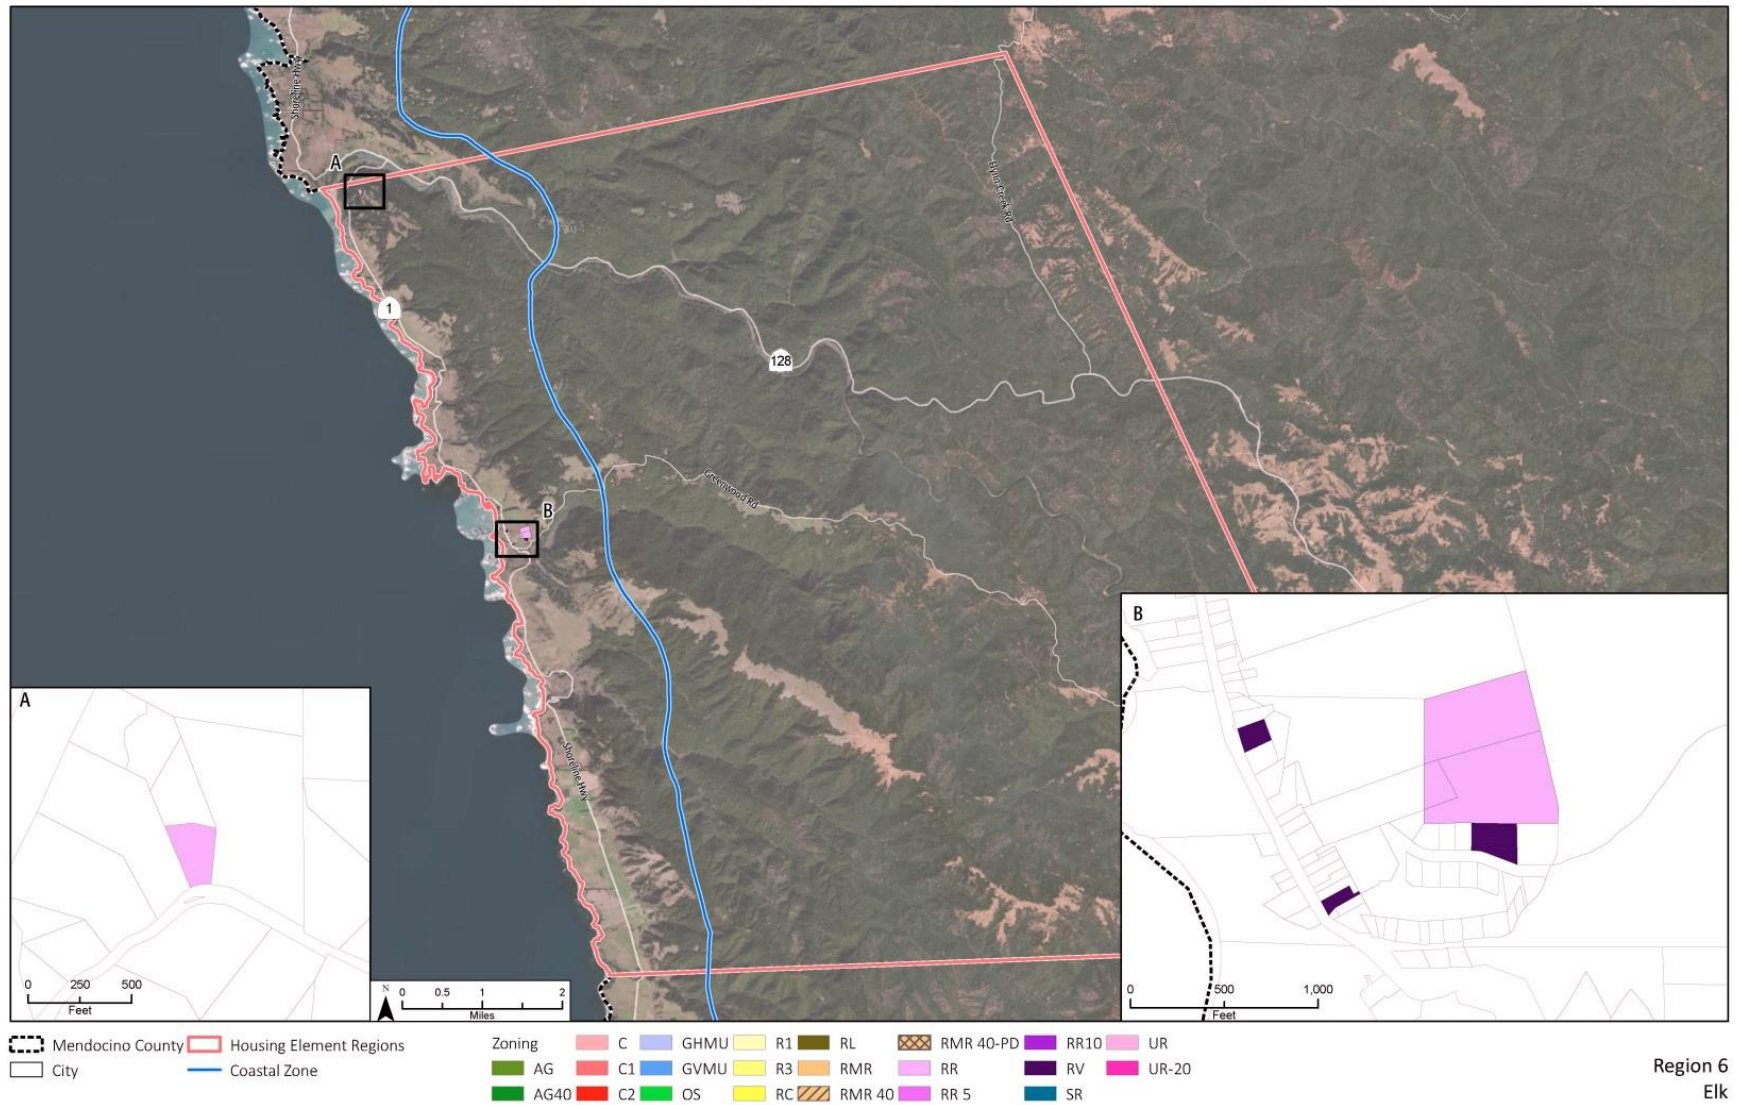 Shoreline Hwy
A
Flynn Creek Rd
1
128
Greenwood Rd
B
Shoreline Hwy
A
0 250 500
Feet
N
0 0.5 1 2
Miles
B
0 500 1,000
Feet
Mendocino County
Housing Element Regions
City
Coastal Zone
Zoning
AG
AG40
C
C1
C2
GHMU
GVMU
OS
R1
R3
RC
RL
RMR
RMR 40
RMR 40-PD
RR
RR 5
RR10
RV
SR
UR
UR-20
Region 6
Elk